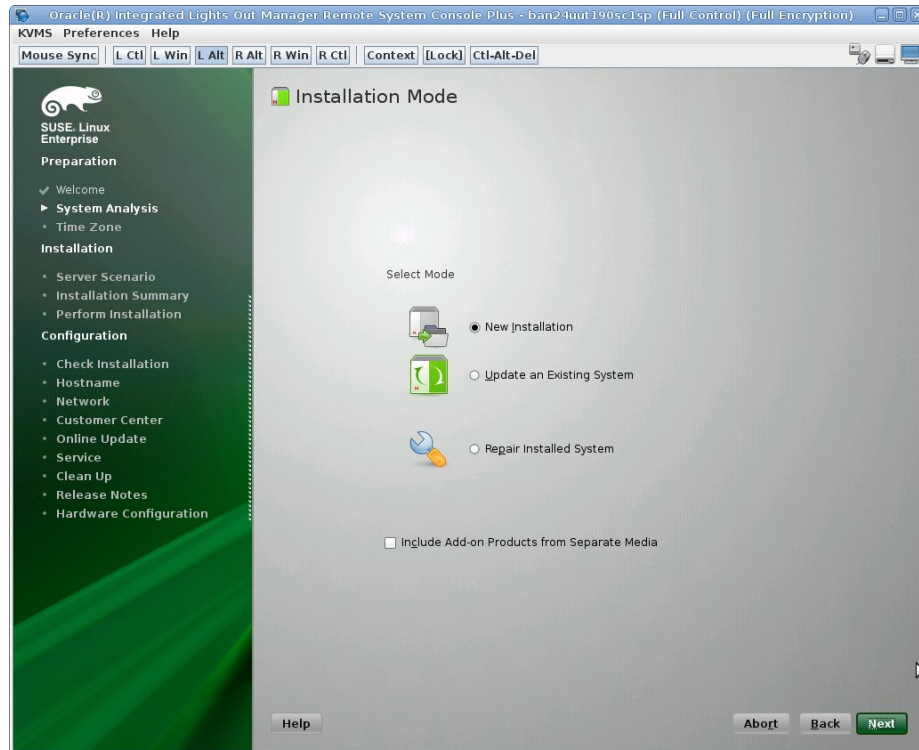 Oracle(R) Integrated Lights Out Manager Remote System Console Plus - ban24uut190sc1sp (Full Control) (Full Encryption)
KVMS Preferences Help
Mouse Sync L Ctl L Win L Alt R Alt R Win R Ctl Context [Lock] Ctl-Alt-Del
SUSE. Linux
Enterprise
Preparation
Welcome
System Analysis
Time Zone
Installation
Server Scenario
Installation Summary
Perform Installation
Configuration
Check Installation
Hostname
Network
Customer Center
Online Update
Service
Clean Up
Release Notes
Hardware Configuration
Installation Mode
Select Mode
New Installation
Update an Existing System
Repair Installed System
Include Add-on Products from Separate Media
Help Abort Back Next